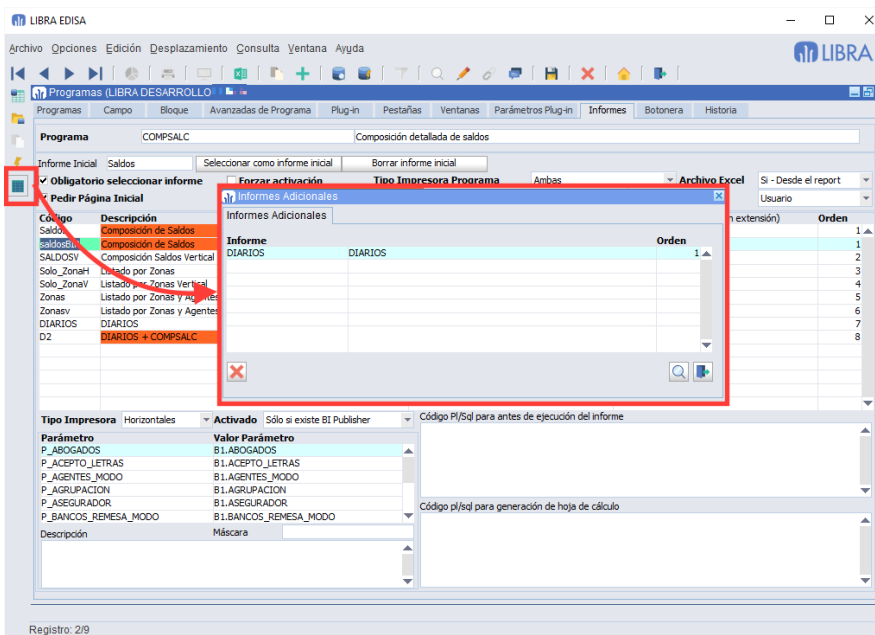 LIBRA EDISA
Archivo Opciones Edición Desplazamiento Consulta Ventana Ayuda
LIBRA
Programas (LIBRA DESARROLLO
Programas Campo Bloque Avanzadas de Programa Plug-in Pestañas Ventanas Parámetros Plug-in Informes Botonera Historia
Programa COMPSALC Composición detallada de saldos
Informe Inicial Saldos Seleccionar como informe inicial Borrar informe inicial
Obligatorio seleccionar informe Forzar activación Tipo Impresora Programa Ambas Archivo Excel Si - Desde el report
Pedir Página Inicial Usuario
Código Descripción n extensión) Orden
Saldos Composición de Saldos 1
saldosBI Composición de Saldos 1
SALDOSV Composición Saldos Vertical 2
Solo_ZonaH Listado por Zonas 3
Solo_ZonaV Listado por Zonas Vertical 4
Zonas Listado por Zonas y Agentes 5
Zonasv Listado por Zonas y Agentes 6
DIARIOS DIARIOS 7
D2 DIARIOS + COMPSALC 8
Informes Adicionales
Informes Adicionales
Informe Orden
DIARIOS DIARIOS 1
Tipo Impresora Horizontales Activado Sólo si existe BI Publisher Código Pl/Sql para antes de ejecución del informe
Parámetro Valor Parámetro
P_ABOGADOS B1.ABOGADOS
P_ACEPTO_LETRAS B1.ACEPTO_LETRAS
P_AGENTES_MODO B1.AGENTES_MODO
P_AGRUPACION B1.AGRUPACION
P_ASEGURADOR B1.ASEGURADOR
P_BANCOS_REMESA_MODO B1.BANCOS_REMESA_MODO
Código pl/sql para generación de hoja de cálculo
Descripción Máscara
Registro: 2/9